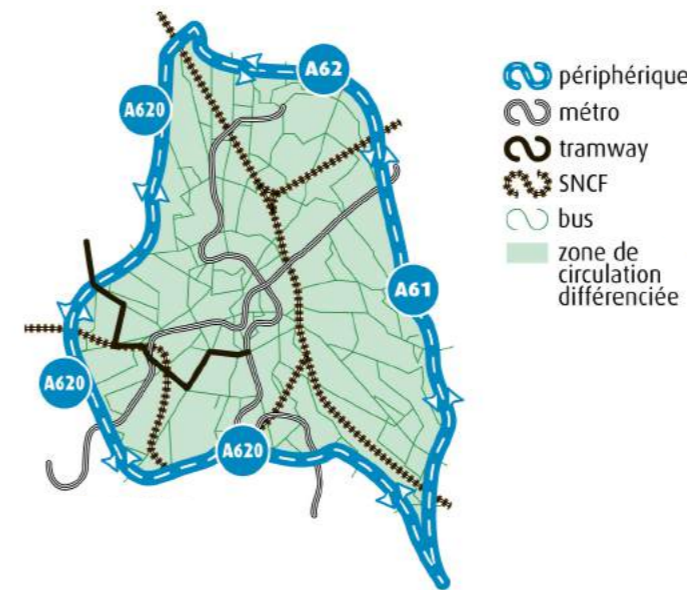 A62
A620
A61
A620
A620
périphérique
métro
tramway
SNCF
bus
zone de
circulation
différenciée